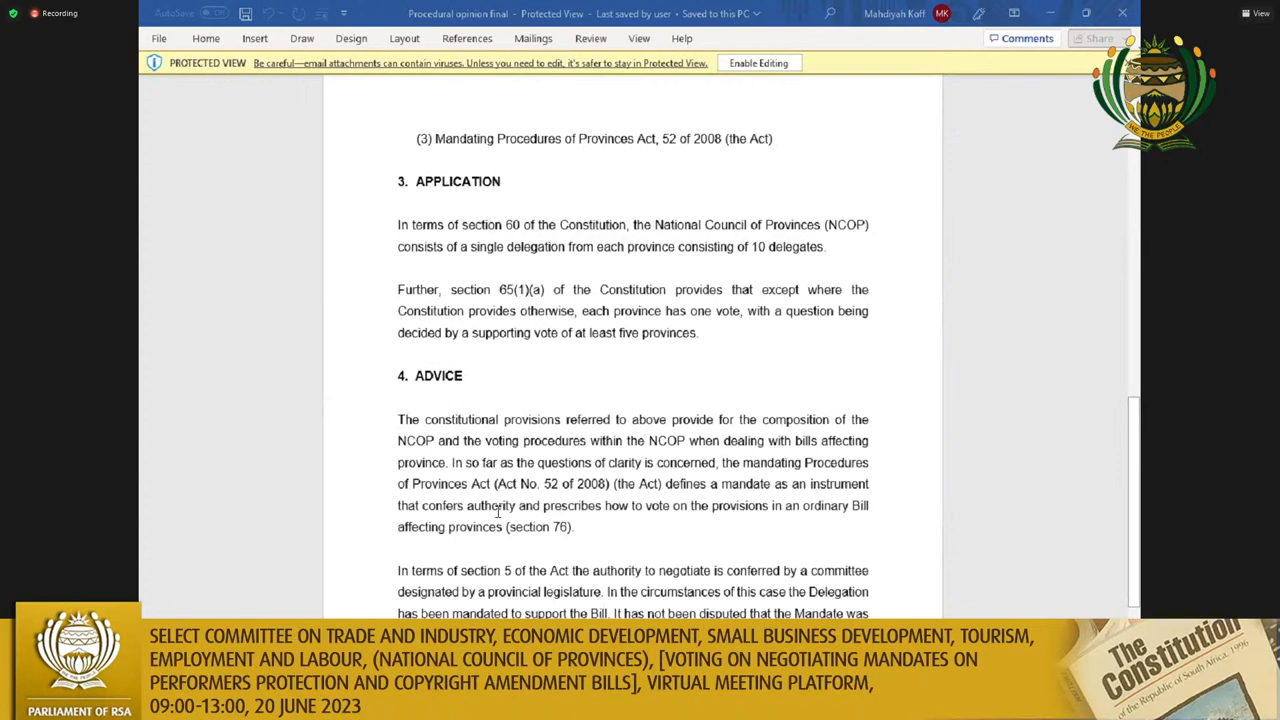 Recording
AutoSave Off
Procedural opinion final - Protected View - Last saved by user - Saved to this PC
Mahdiyah Koff MK
View
File Home Insert Draw Design Layout References Mailings Review View Help
Comments Share
PROTECTED VIEW Be careful—email attachments can contain viruses. Unless you need to edit, it's safer to stay in Protected View. Enable Editing
WE THE PEOPLE
(3) Mandating Procedures of Provinces Act, 52 of 2008 (the Act)
3. APPLICATION
In terms of section 60 of the Constitution, the National Council of Provinces (NCOP)
consists of a single delegation from each province consisting of 10 delegates.
Further, section 65(1)(a) of the Constitution provides that except where the
Constitution provides otherwise, each province has one vote, with a question being
decided by a supporting vote of at least five provinces.
4. ADVICE
The constitutional provisions referred to above provide for the composition of the
NCOP and the voting procedures within the NCOP when dealing with bills affecting
province. In so far as the questions of clarity is concerned, the mandating Procedures
of Provinces Act (Act No. 52 of 2008) (the Act) defines a mandate as an instrument
that confers authority and prescribes how to vote on the provisions in an ordinary Bill
affecting provinces (section 76).
In terms of section 5 of the Act the authority to negotiate is conferred by a committee
designated by a provincial legislature. In the circumstances of this case the Delegation
has been mandated to support the Bill. It has not been disputed that the Mandate was
SELECT COMMITTEE ON TRADE AND INDUSTRY, ECONOMIC DEVELOPMENT, SMALL BUSINESS DEVELOPMENT, TOURISM,
EMPLOYMENT AND LABOUR, (NATIONAL COUNCIL OF PROVINCES), [VOTING ON NEGOTIATING MANDATES ON
PERFORMERS PROTECTION AND COPYRIGHT AMENDMENT BILLS], VIRTUAL MEETING PLATFORM,
09:00-13:00, 20 JUNE 2023
PARLIAMENT OF RSA
The
Constitution
of the Republic of South Africa, 1996